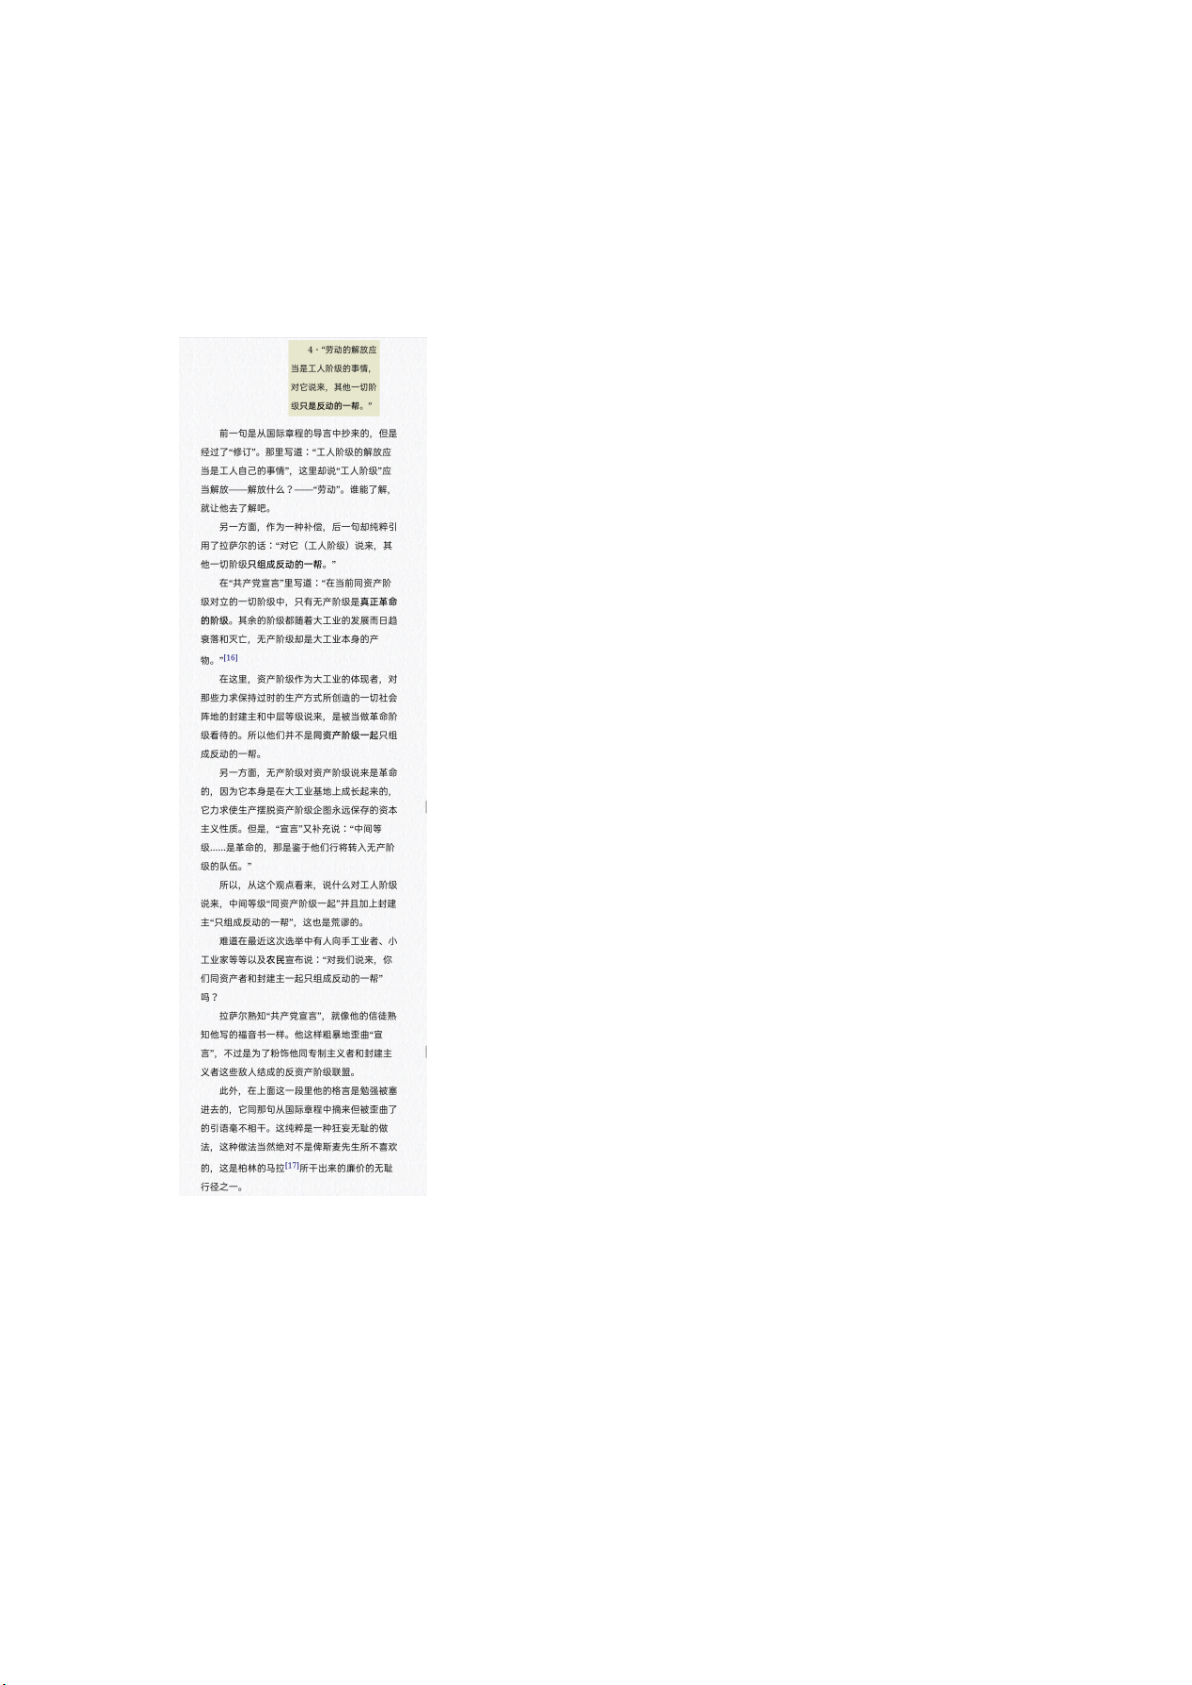 4·“劳动的解放应
当是工人阶级的事情，
对它说来，其他一切阶
级只是反动的一帮。”
前一句是从国际章程的导言中抄来的，但是
经过了“修订”。那里写道：“工人阶级的解放应
当是工人自己的事情”，这里却说“工人阶级”应
当解放——解放什么？——“劳动”。谁能了解，
就让他去了解吧。
另一方面，作为一种补偿，后一句却纯粹引
用了拉萨尔的话：“对它（工人阶级）说来，其
他一切阶级只组成反动的一帮。”
在“共产党宣言”里写道：“在当前同资产阶
级对立的一切阶级中，只有无产阶级是真正革命
的阶级。其余的阶级都随着大工业的发展而日趋
衰落和灭亡，无产阶级却是大工业本身的产
物。”[16]
在这里，资产阶级作为大工业的体现者，对
那些力求保持过时的生产方式所创造的一切社会
阵地的封建主和中层等级说来，是被当做革命阶
级看待的。所以他们并不是同资产阶级一起只组
成反动的一帮。
另一方面，无产阶级对资产阶级说来是革命
的，因为它本身是在大工业基地上成长起来的，
它力求使生产摆脱资产阶级企图永远保存的资本
主义性质。但是，“宣言”又补充说：“中间等
级……是革命的，那是鉴于他们行将转入无产阶
级的队伍。”
所以，从这个观点看来，说什么对工人阶级
说来，中间等级“同资产阶级一起”并且加上封建
主“只组成反动的一帮”，这也是荒谬的。
难道在最近这次选举中有人向手工业者、小
工业家等等以及农民宣布说：“对我们说来，你
们同资产者和封建主一起只组成反动的一帮”
吗？
拉萨尔熟知“共产党宣言”，就像他的信徒熟
知他写的福音书一样。他这样粗暴地歪曲“宣
言”，不过是为了粉饰他同专制主义者和封建主
义者这些敌人结成的反资产阶级联盟。
此外，在上面这一段里他的格言是勉强被塞
进去的，它同那句从国际章程中摘来但被歪曲了
的引语毫不相干。这纯粹是一种狂妄无耻的做
法，这种做法当然绝对不是俾斯麦先生所不喜欢
的，这是柏林的马拉[17]所干出来的廉价的无耻
行径之一。